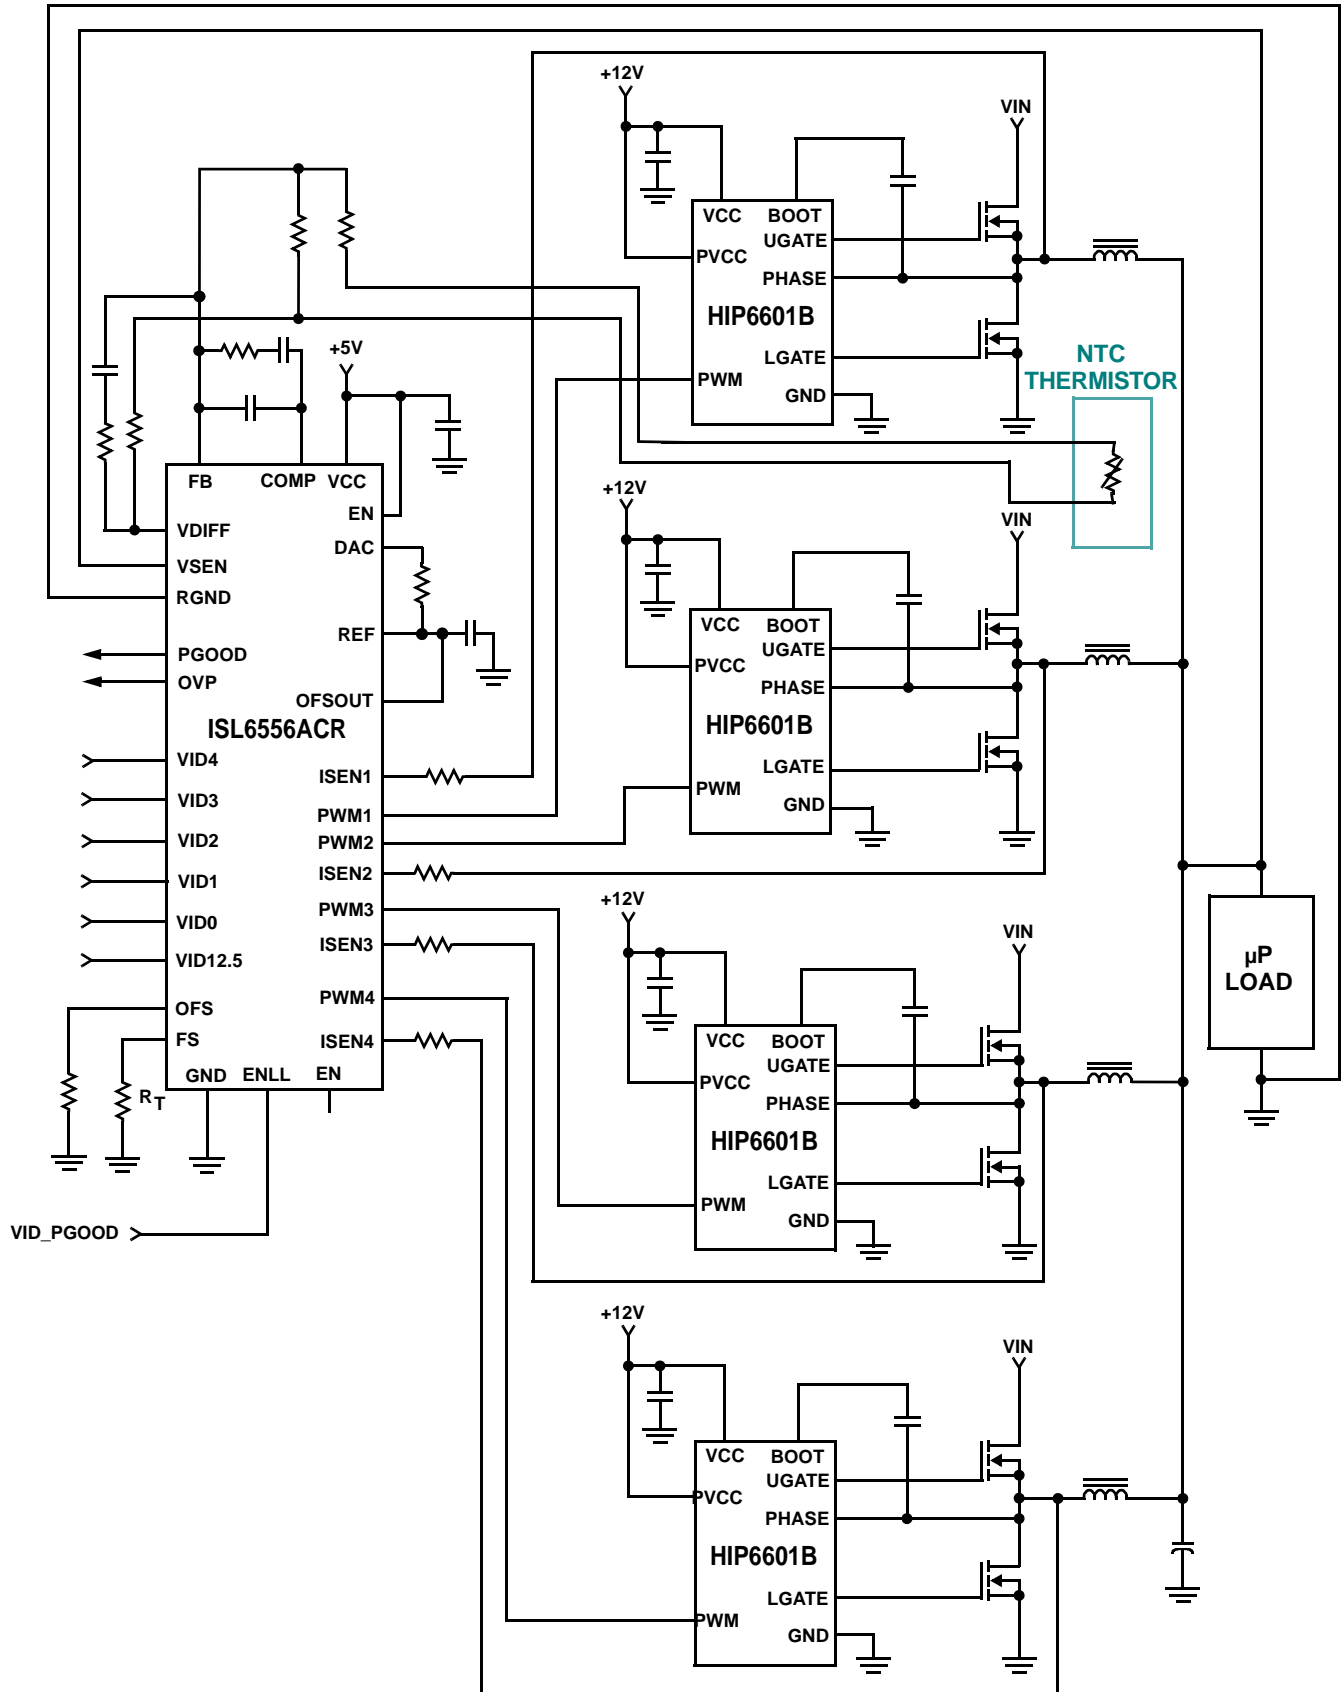 +12V
VIN
VCC
BOOT
UGATE
PVCC
PHASE
HIP6601B
LGATE
PWM
GND
NTC
THERMISTOR
+5V
FB
COMP
VCC
EN
VDIFF
DAC
VSEN
RGND
REF
PGOOD
OVP
OFSOUT
ISL6556ACR
VID4
ISEN1
VID3
PWM1
VID2
PWM2
VID1
ISEN2
VID0
PWM3
ISEN3
VID12.5
PWM4
OFS
FS
ISEN4
GND
ENLL
EN
RT
VID_PGOOD
+12V
VIN
VCC
BOOT
UGATE
PVCC
PHASE
HIP6601B
LGATE
PWM
GND
+12V
VIN
VCC
BOOT
UGATE
PVCC
PHASE
HIP6601B
LGATE
PWM
GND
µP
LOAD
+12V
VIN
VCC
BOOT
UGATE
PVCC
PHASE
HIP6601B
LGATE
PWM
GND